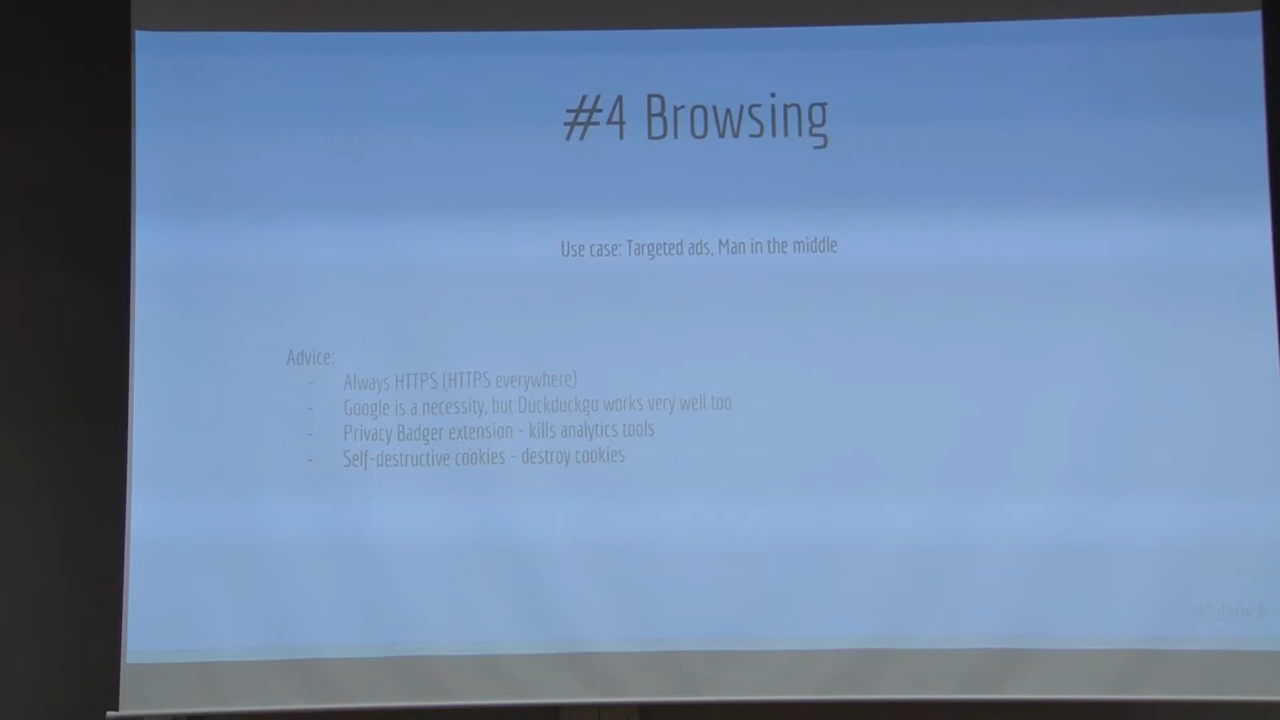 #4 Browsing
Use case: Targeted ads, Man in the middle
Advice:
- Always HTTPS (HTTPS everywhere)
- Google is a necessity, but Duckduckgo works very well too
- Privacy Badger extension - kills analytics tools
- Self-destructive cookies - destroy cookies